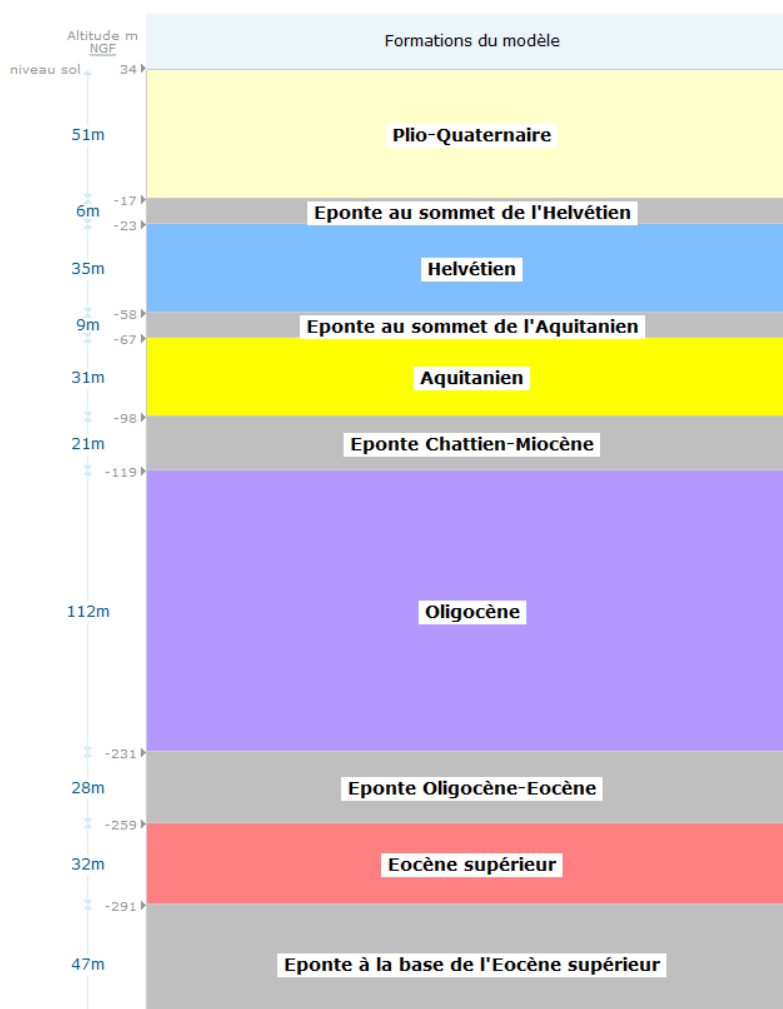 Altitude m
NGF
Formations du modèle
niveau sol 34
51m
Plio-Quaternaire
-17
6m
Eponte au sommet de l'Helvétien
-23
35m
Helvétien
-58
9m
Eponte au sommet de l'Aquitanien
-67
31m
Aquitanien
-98
21m
Eponte Chattien-Miocène
-119
112m
Oligocène
-231
28m
Eponte Oligocène-Eocène
-259
32m
Eocène supérieur
-291
47m
Eponte à la base de l'Eocène supérieur